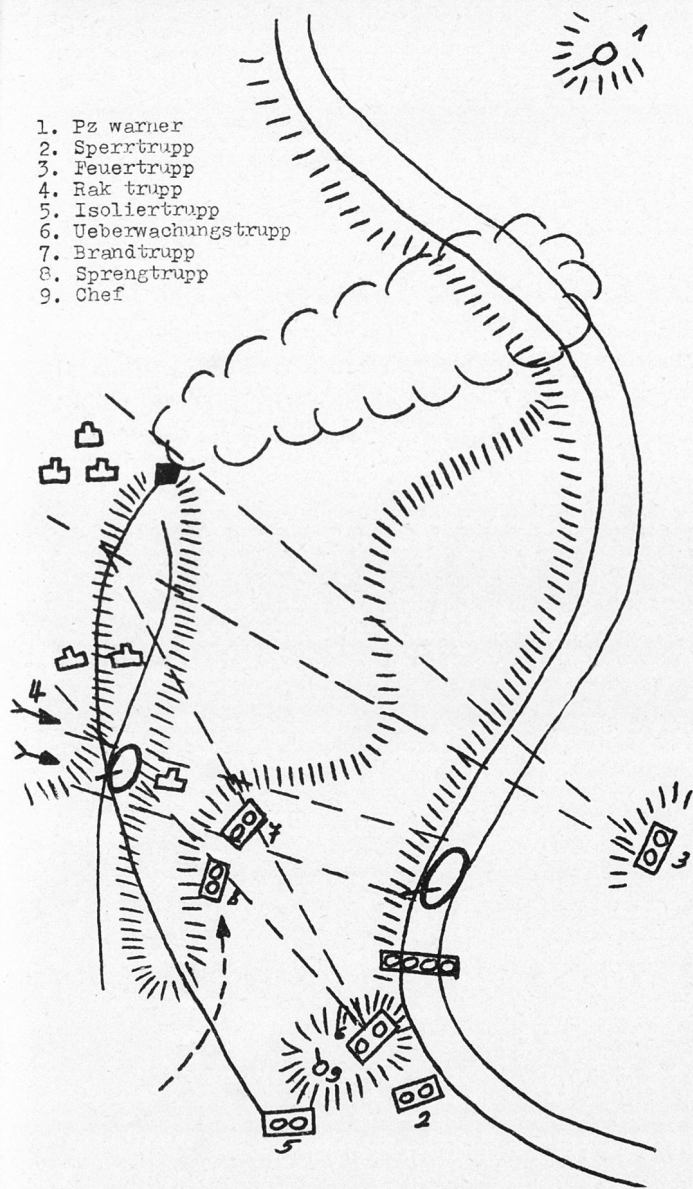 1
1. Pz warner
2. Sperrtrupp
3. Feuertrupp
4. Rak trupp
5. Isoliertrupp
6. Ueberwachungstrupp
7. Brandtrupp
8. Sprengtrupp
9. Chef
4
7
3
8
6
9
2
5